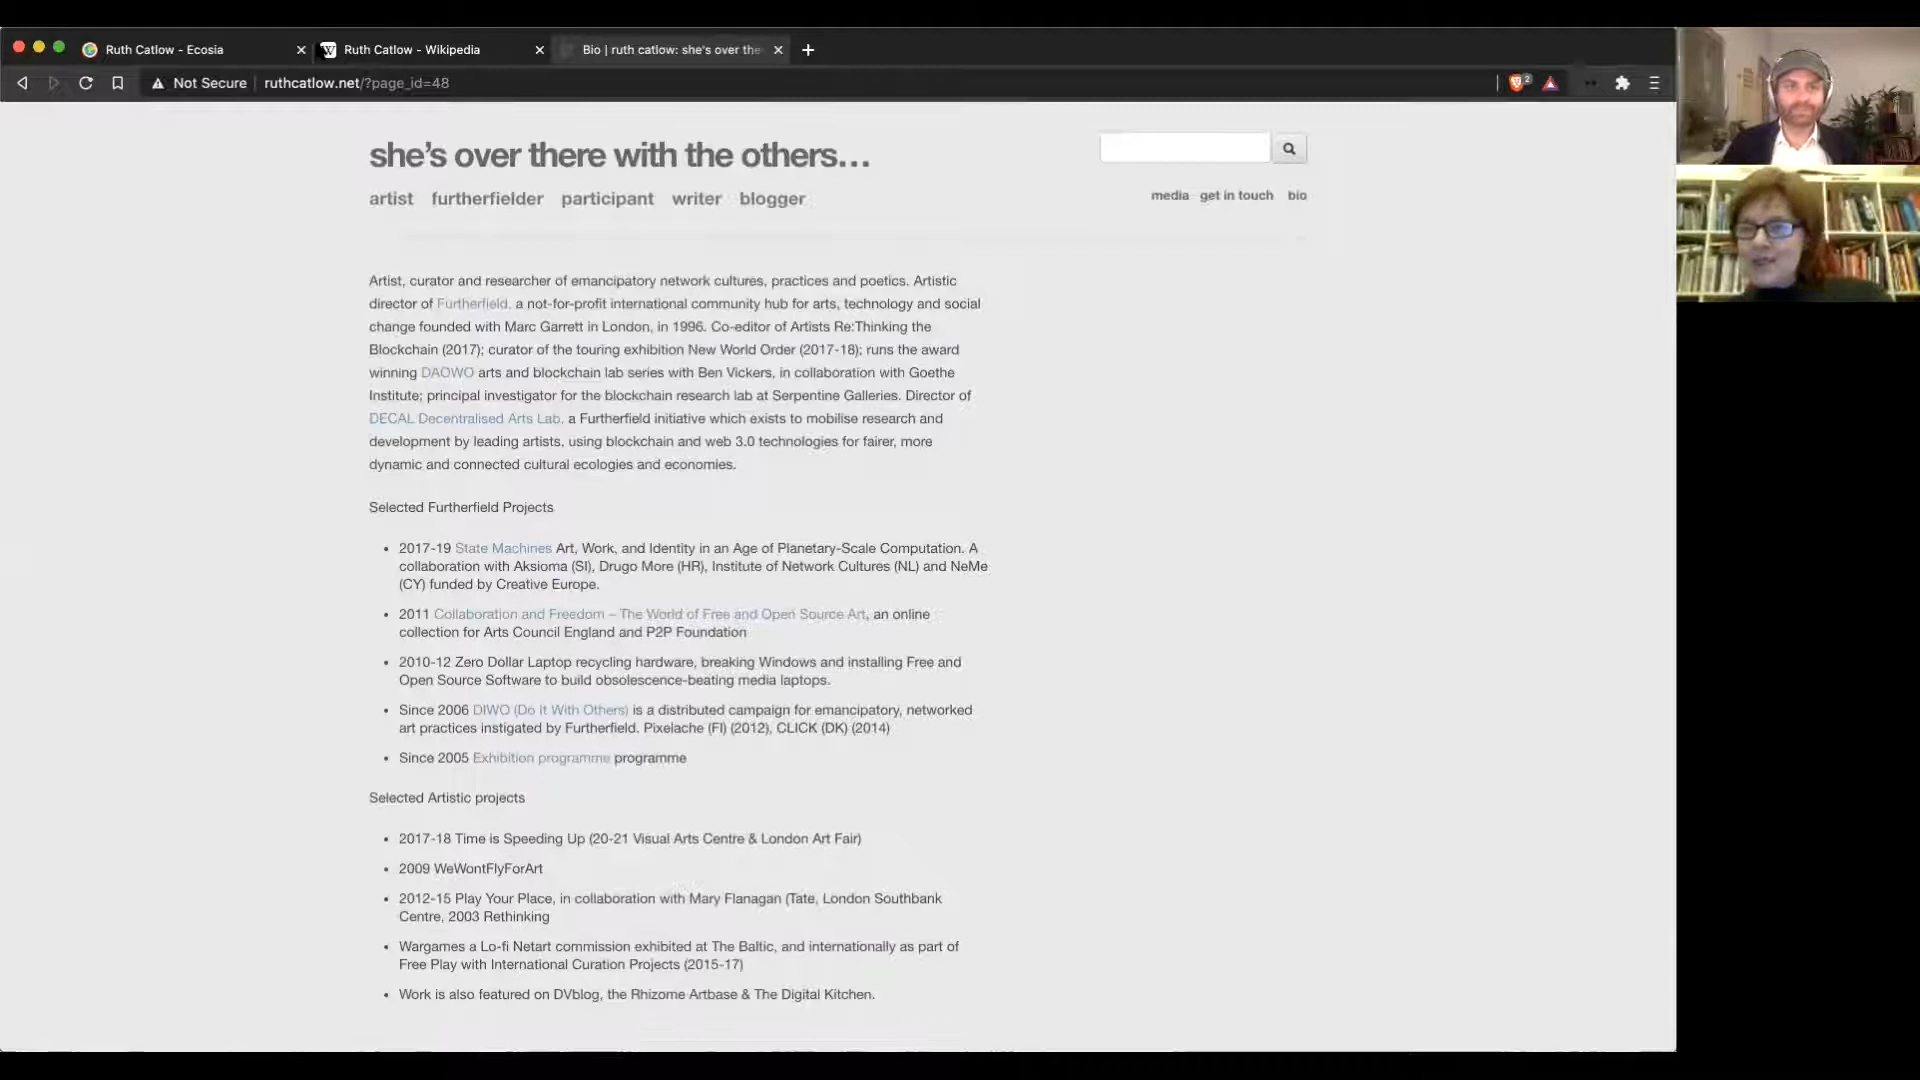 Ruth Catlow - Ecosia
Ruth Catlow - Wikipedia
Bio | ruth catlow: she's over the
Not Secure
ruthcatlow.net/?page_id=48
2
she's over there with the others…
artist furtherfielder participant writer blogger
media get in touch bio
Artist, curator and researcher of emancipatory network cultures, practices and poetics. Artistic
director of Furtherfield, a not-for-profit international community hub for arts, technology and social
change founded with Marc Garrett in London, in 1996. Co-editor of Artists Re:Thinking the
Blockchain (2017); curator of the touring exhibition New World Order (2017-18); runs the award
winning DAOWO arts and blockchain lab series with Ben Vickers, in collaboration with Goethe
Institute; principal investigator for the blockchain research lab at Serpentine Galleries. Director of
DECAL Decentralised Arts Lab, a Furtherfield initiative which exists to mobilise research and
development by leading artists, using blockchain and web 3.0 technologies for fairer, more
dynamic and connected cultural ecologies and economies.
Selected Furtherfield Projects
• 2017-19 State Machines Art, Work, and Identity in an Age of Planetary-Scale Computation. A
collaboration with Aksioma (SI), Drugo More (HR), Institute of Network Cultures (NL) and NeMe
(CY) funded by Creative Europe.
• 2011 Collaboration and Freedom – The World of Free and Open Source Art, an online
collection for Arts Council England and P2P Foundation
• 2010-12 Zero Dollar Laptop recycling hardware, breaking Windows and installing Free and
Open Source Software to build obsolescence-beating media laptops.
• Since 2006 DIWO (Do It With Others) is a distributed campaign for emancipatory, networked
art practices instigated by Furtherfield. Pixelache (FI) (2012), CLICK (DK) (2014)
• Since 2005 Exhibition programme programme
Selected Artistic projects
• 2017-18 Time is Speeding Up (20-21 Visual Arts Centre & London Art Fair)
• 2009 WeWontFlyForArt
• 2012-15 Play Your Place, in collaboration with Mary Flanagan (Tate, London Southbank
Centre, 2003 Rethinking
• Wargames a Lo-fi Netart commission exhibited at The Baltic, and internationally as part of
Free Play with International Curation Projects (2015-17)
• Work is also featured on DVblog, the Rhizome Artbase & The Digital Kitchen.